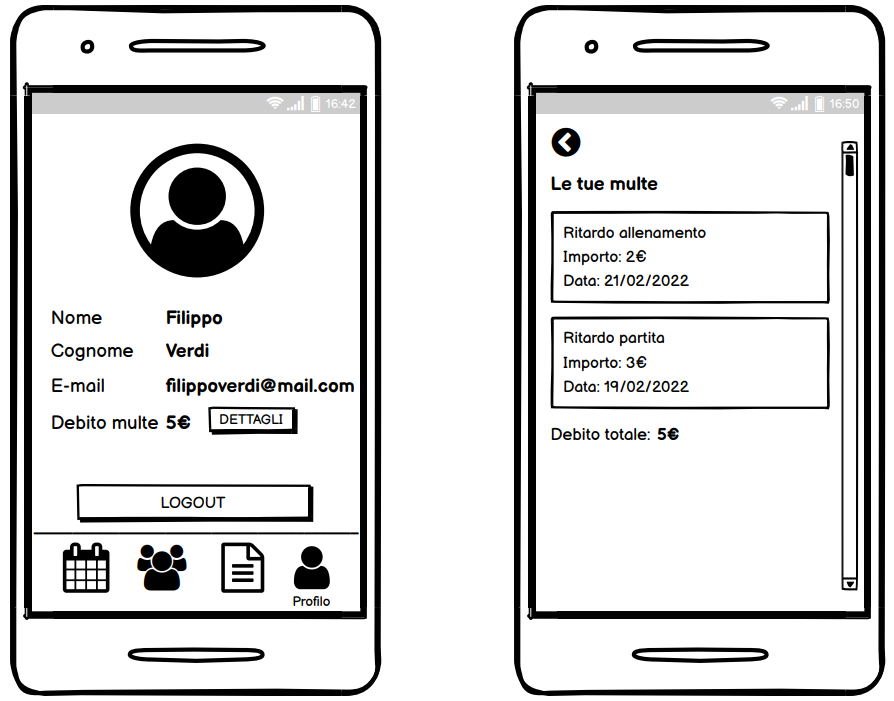 16:42
Nome Filippo
Cognome Verdi
E-mail filippoverdi@mail.com
Debito multe 5€ DETTAGLI
LOGOUT
Profilo
16:50
Le tue multe
Ritardo allenamento
Importo: 2€
Data: 21/02/2022
Ritardo partita
Importo: 3€
Data: 19/02/2022
Debito totale: 5€